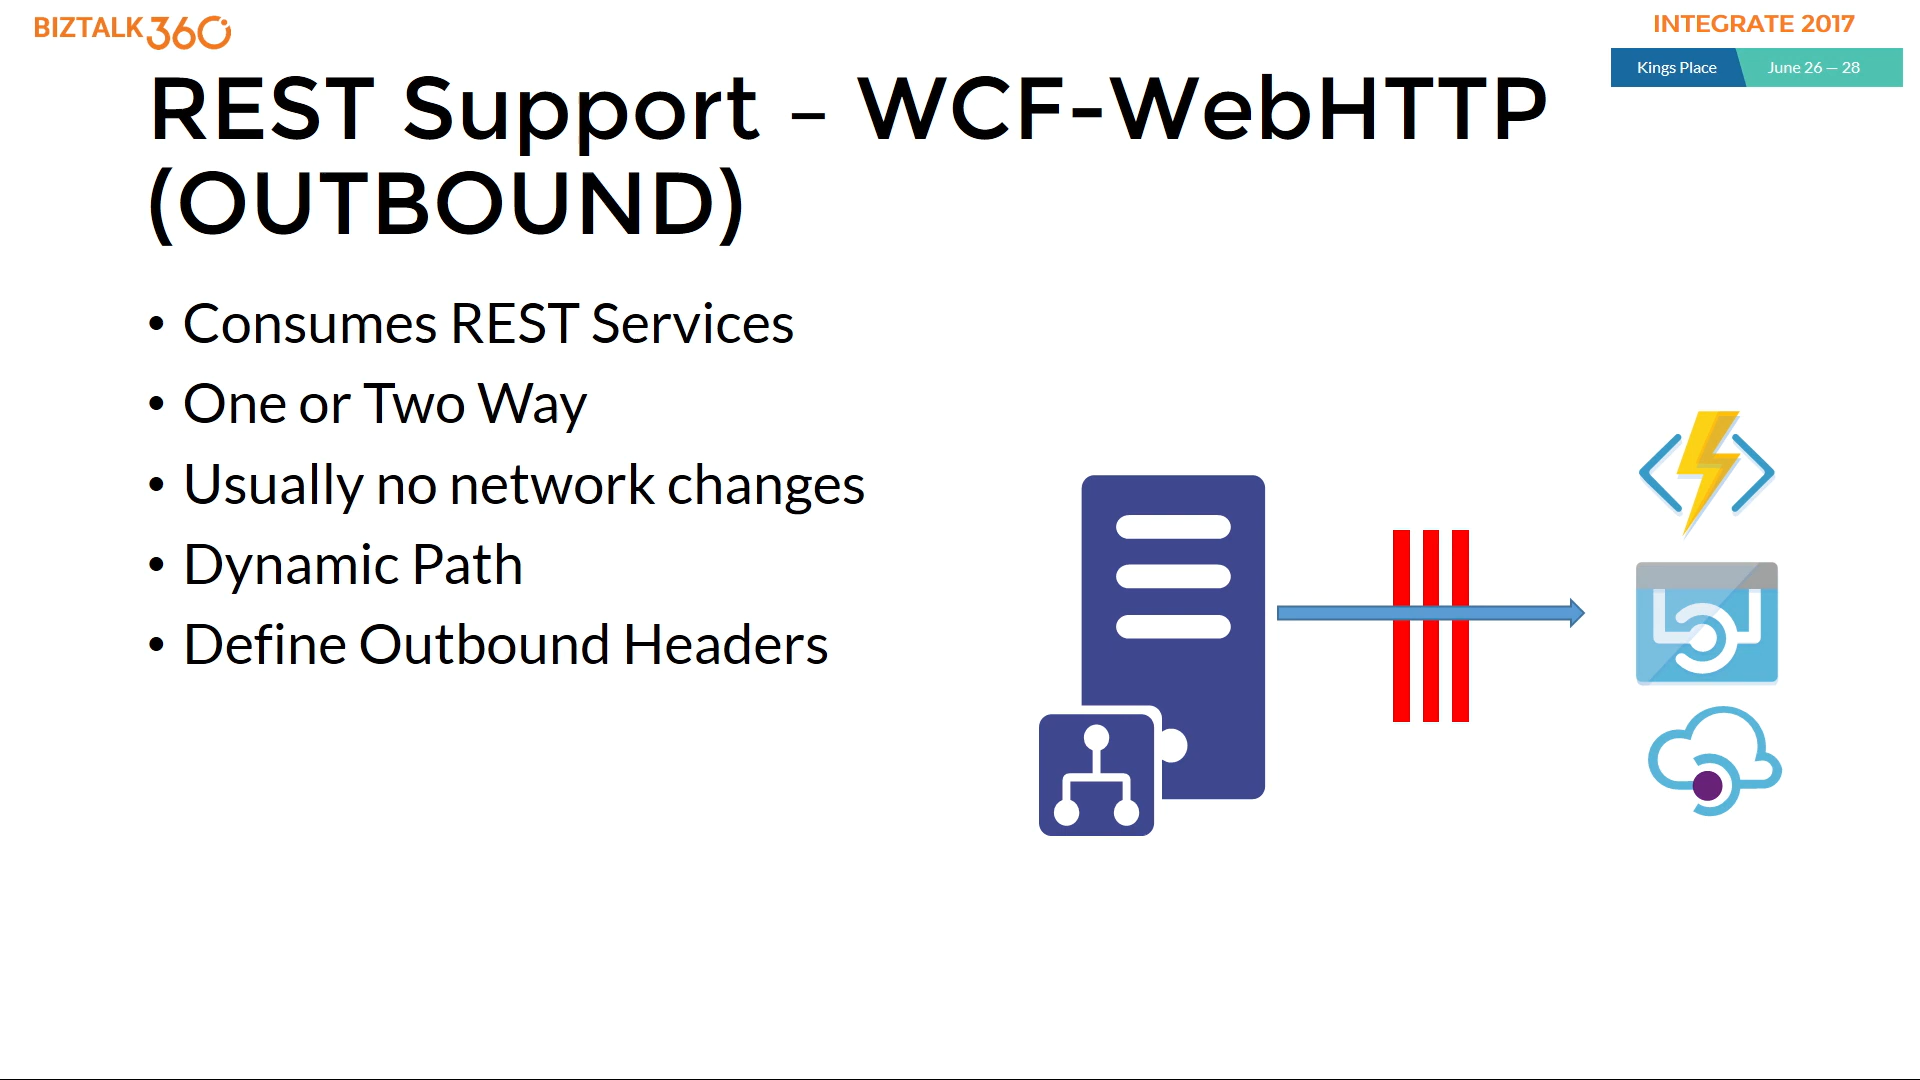 BIZTALK360
INTEGRATE 2017
Kings Place
June 26 — 28
REST Support – WCF-WebHTTP
(OUTBOUND)
• Consumes REST Services
• One or Two Way
• Usually no network changes
• Dynamic Path
• Define Outbound Headers